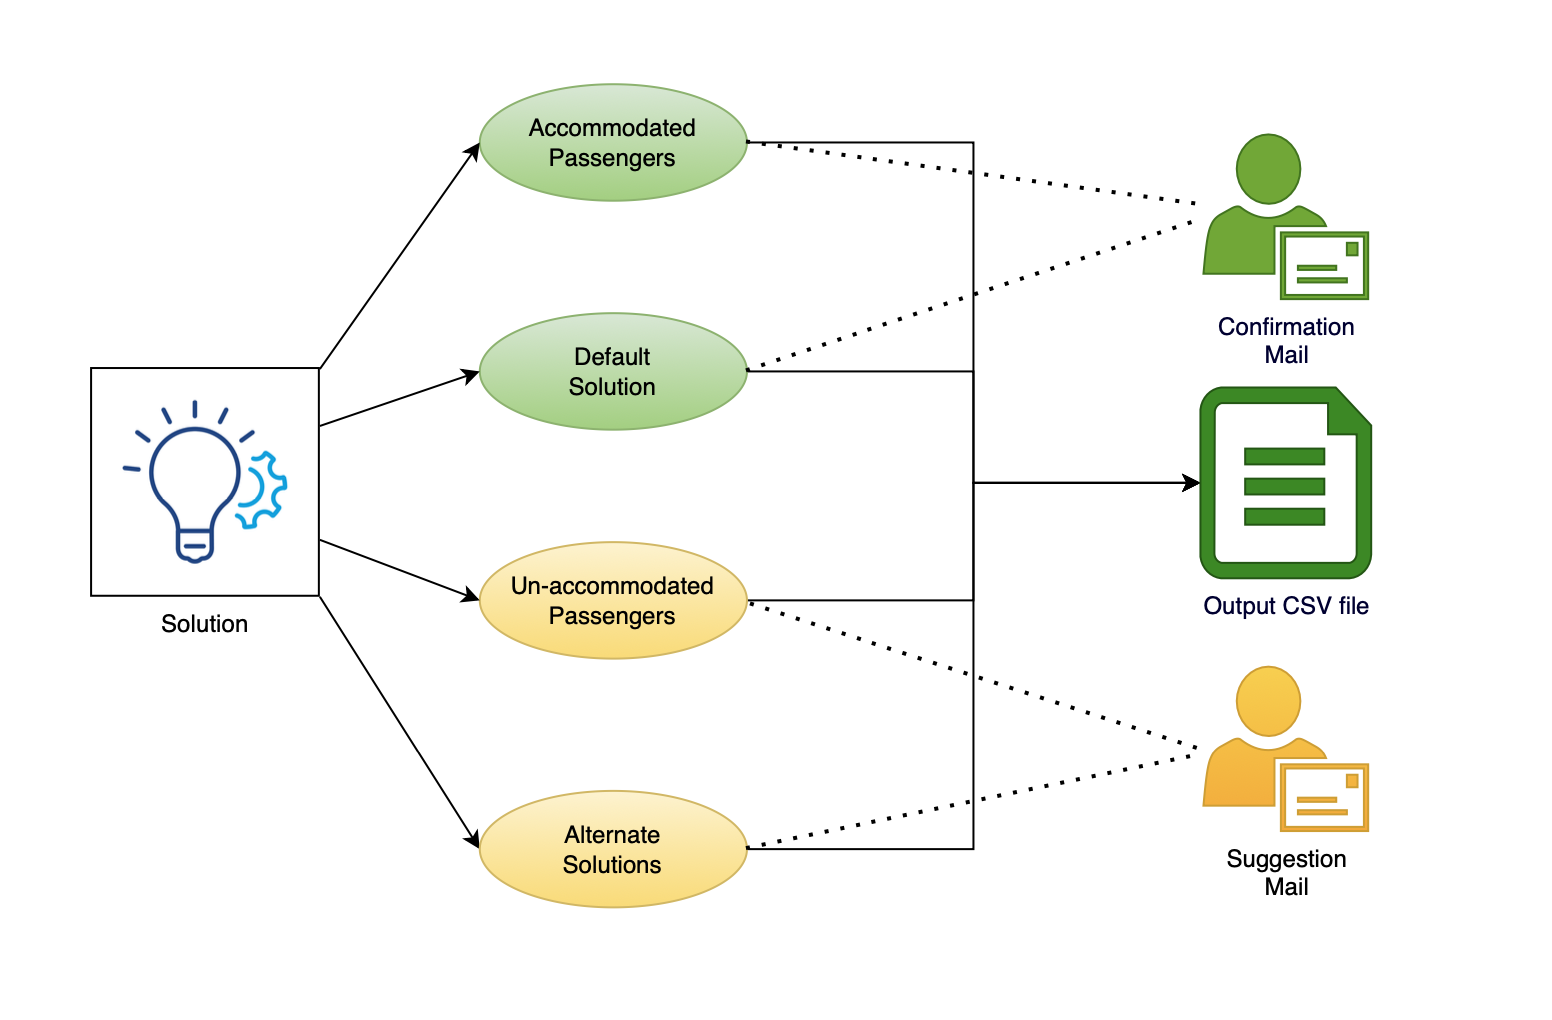 Accommodated
Passengers
Default
Solution
Un-accommodated
Passengers
Alternate
Solutions
Solution
Confirmation
Mail
Output CSV file
Suggestion
Mail